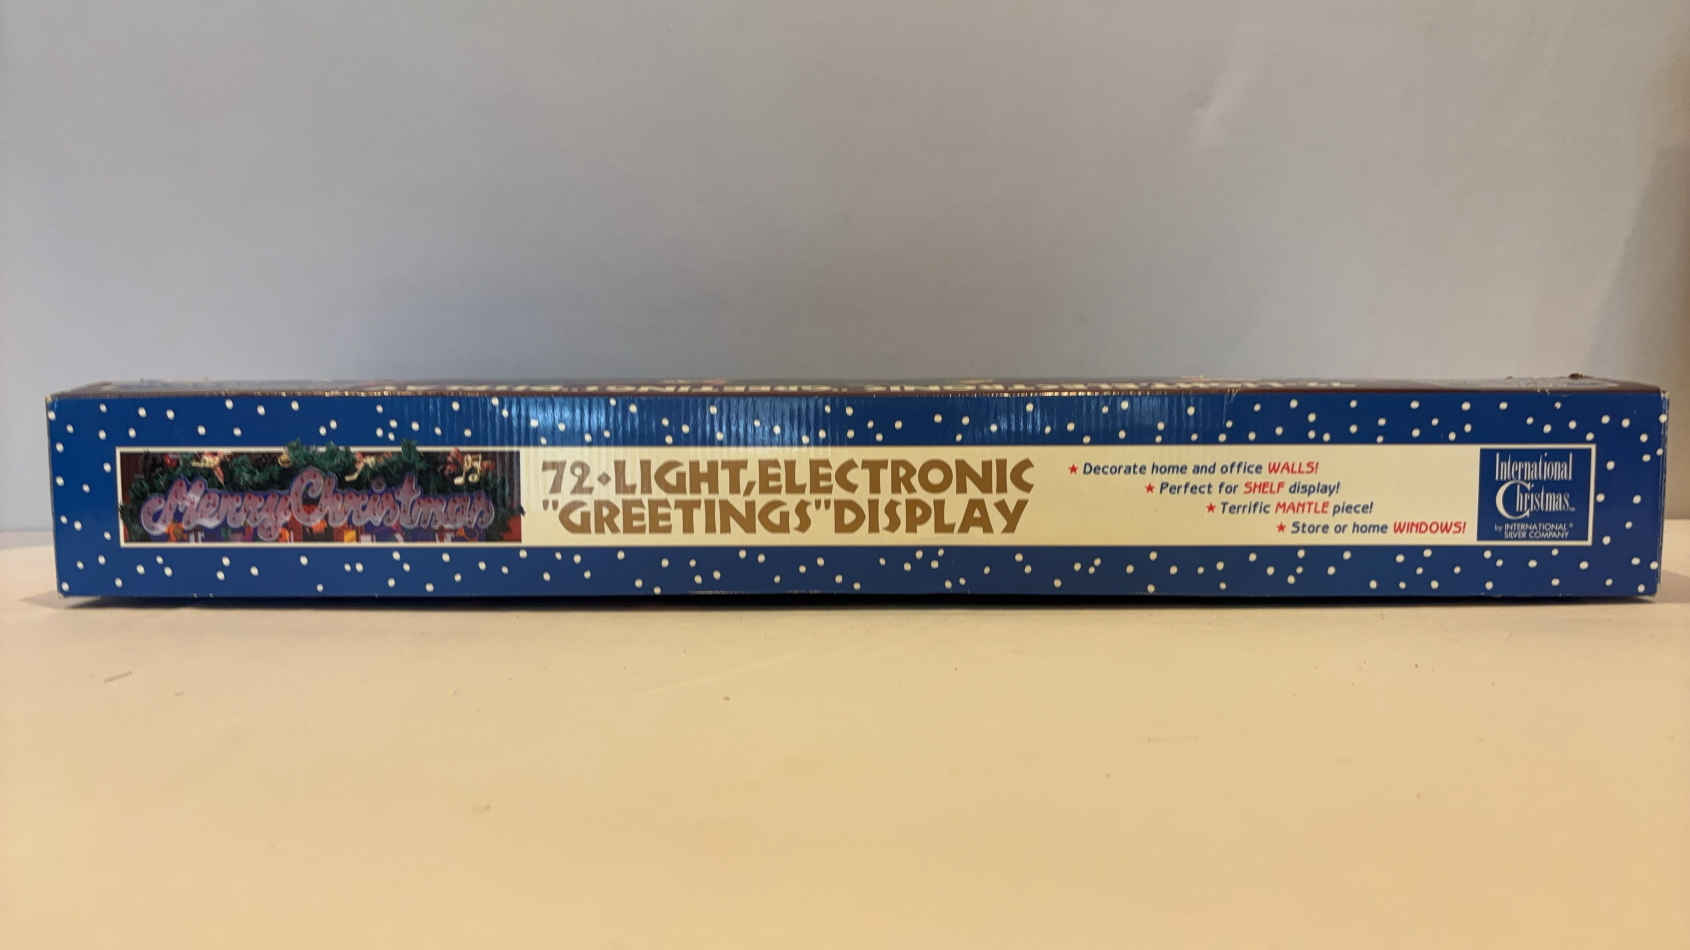 Merry Christmas
72•LIGHT, ELECTRONIC
"GREETINGS" DISPLAY
★ Decorate home and office WALLS!
★ Perfect for SHELF display!
★ Terrific MANTLE piece!
★ Store or home WINDOWS!
International
Christmas™
by INTERNATIONAL®
SILVER COMPANY